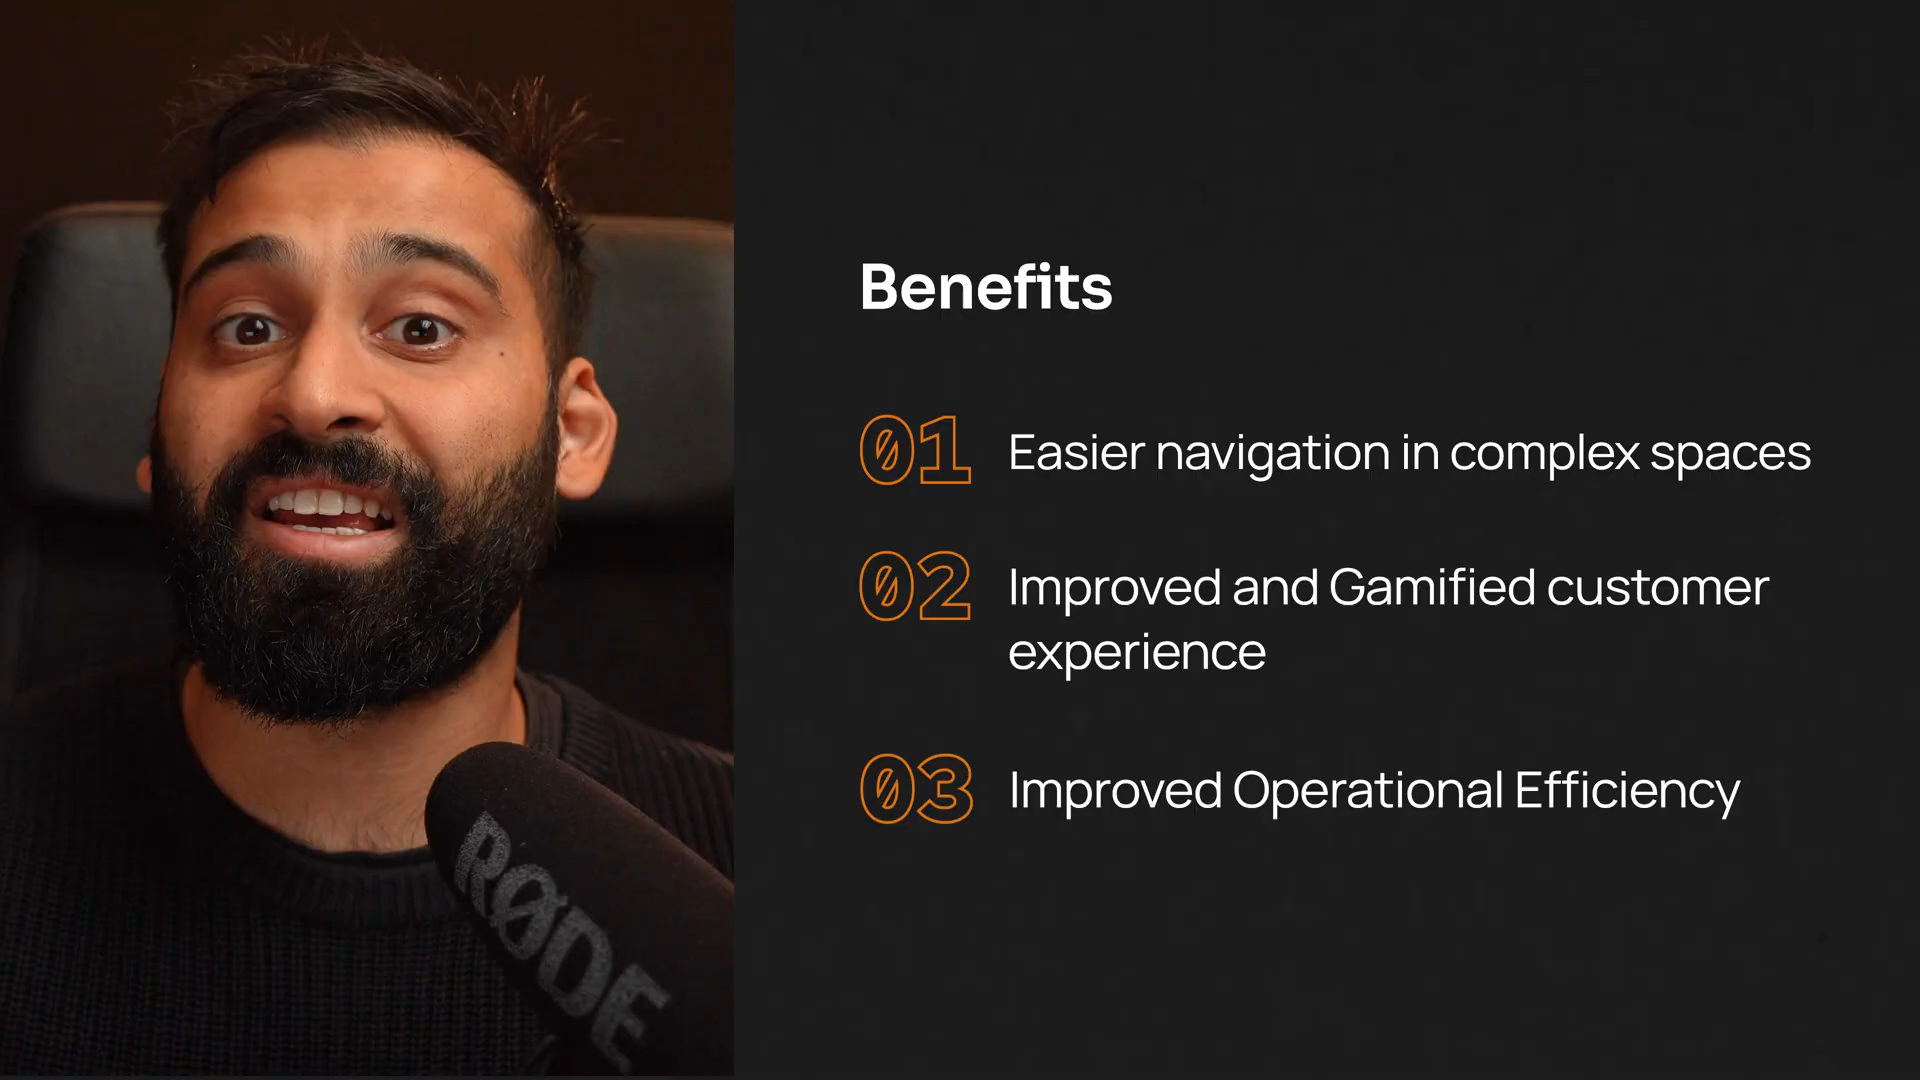 Benefits
01 Easier navigation in complex spaces
02 Improved and Gamified customer
experience
03 Improved Operational Efficiency
RØDE